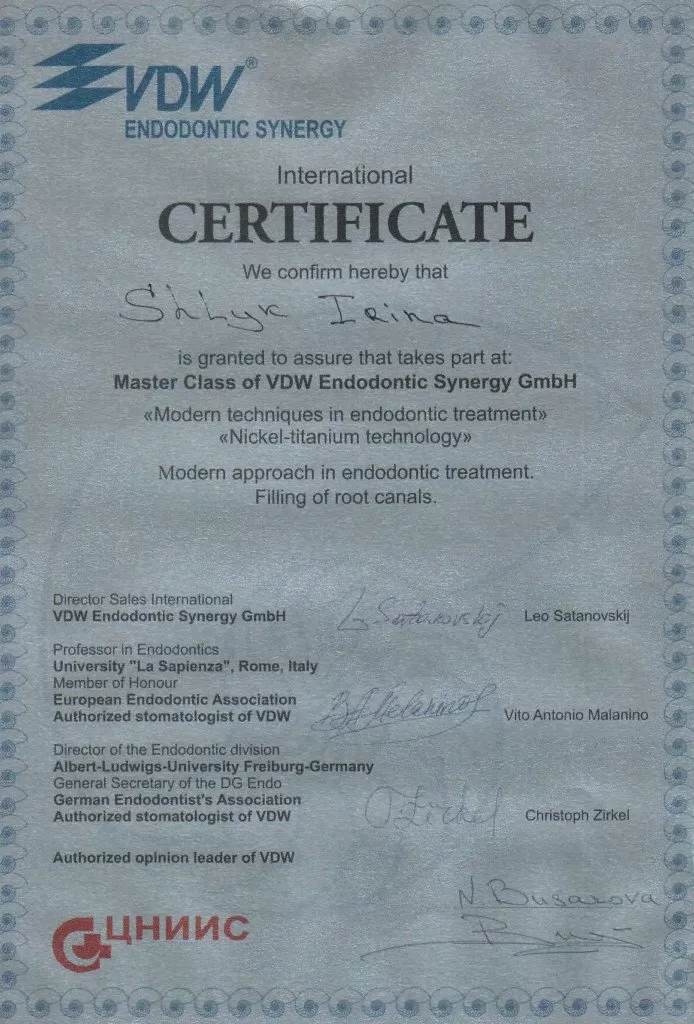 VDW®
ENDODONTIC SYNERGY
International
CERTIFICATE
We confirm hereby that
Irina
is granted to assure that takes part at:
Master Class of VDW Endodontic Synergy GmbH
«Modern techniques in endodontic treatment»
«Nickel-titanium technology»
Modern approach in endodontic treatment.
Filling of root canals.
Director Sales International
VDW Endodontic Synergy GmbH
L. Satanovskij
Leo Satanovskij
Professor in Endodontics
University "La Sapienza", Rome, Italy
Member of Honour
European Endodontic Association
Authorized stomatologist of VDW
Vito Antonio Malanino
Director of the Endodontic division
Albert-Ludwigs-University Freiburg-Germany
General Secretary of the DG Endo
German Endodontist's Association
Authorized stomatologist of VDW
Christoph Zirkel
Authorized opinion leader of VDW
N. Busarova
ЦНИИС